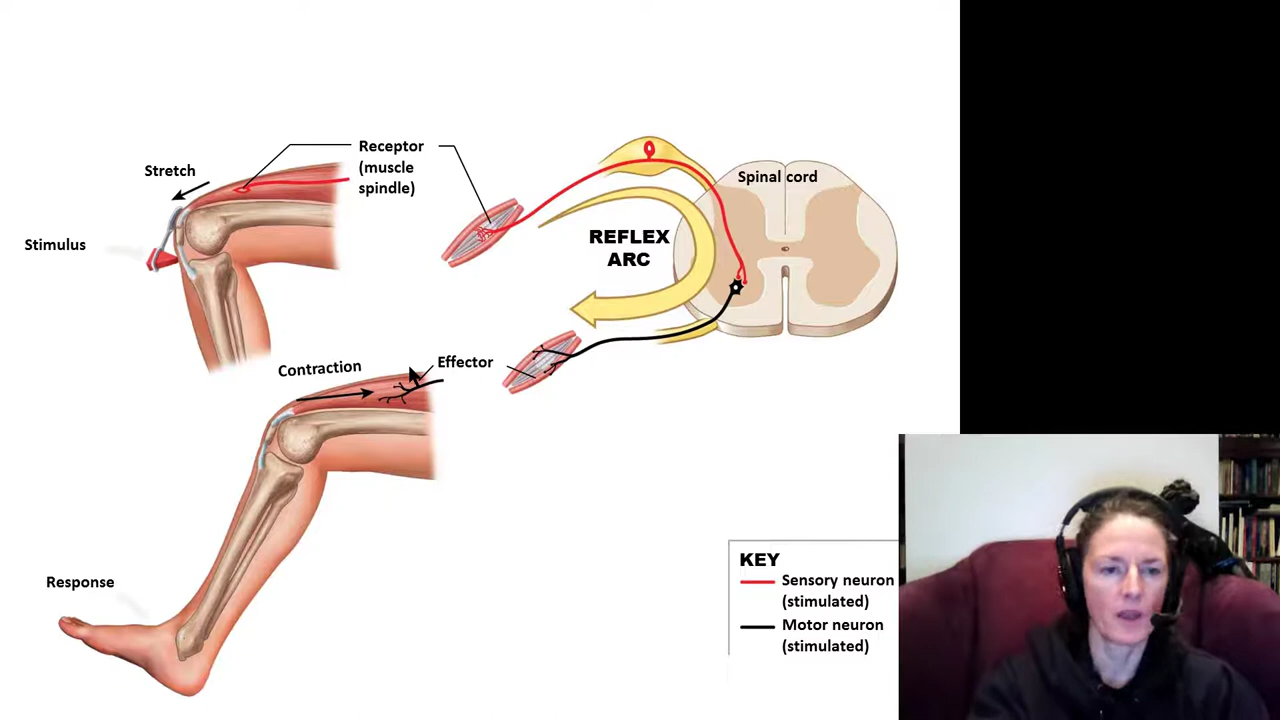 Receptor
(muscle
spindle)
Stretch
Stimulus
Spinal cord
REFLEX
ARC
Contraction
Effector
Response
KEY
Sensory neuron
(stimulated)
Motor neuron
(stimulated)